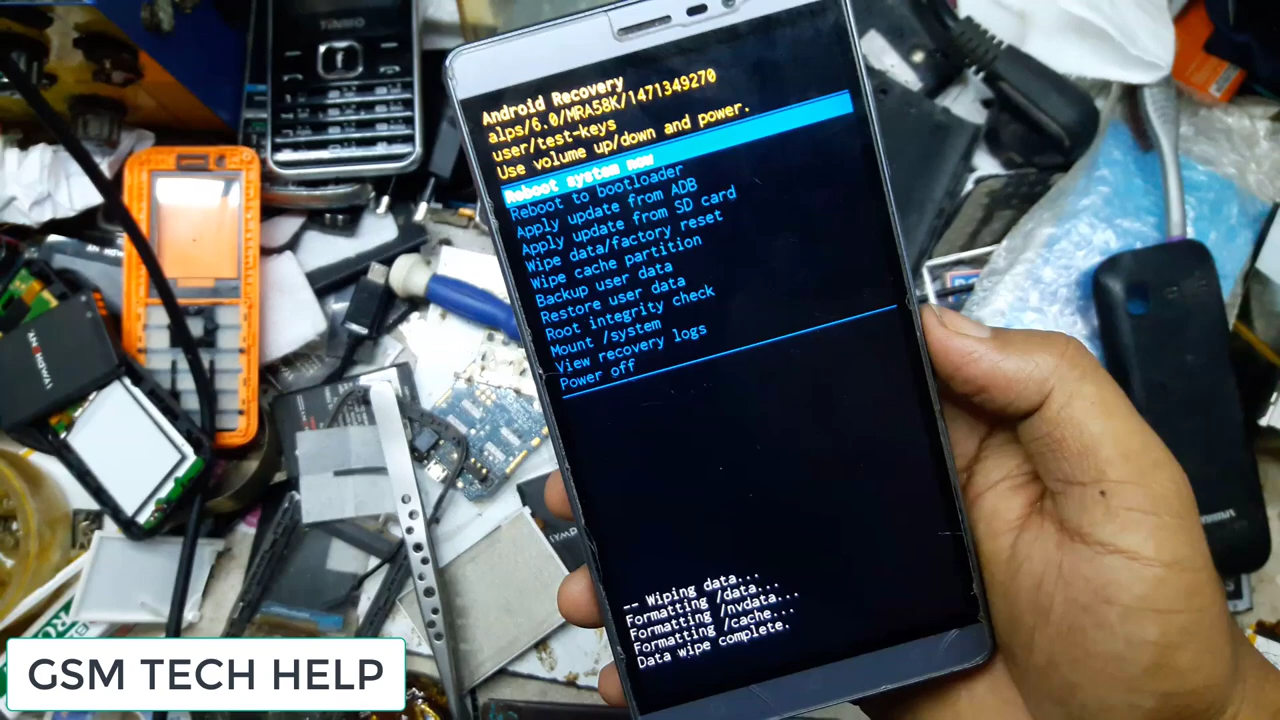 TINMO
Android Recovery
alps/6.0/MRA58K/1471349270
user/test-keys
Use volume up/down and power.
Reboot system now
Reboot to bootloader
Apply update from ADB
Apply update from SD card
Wipe data/factory reset
Wipe cache partition
Backup user data
Restore user data
Root integrity check
Mount /system
View recovery logs
Power off
-- Wiping data...
Formatting /data...
Formatting /nvdata...
Formatting /cache...
Data wipe complete.
GSM TECH HELP